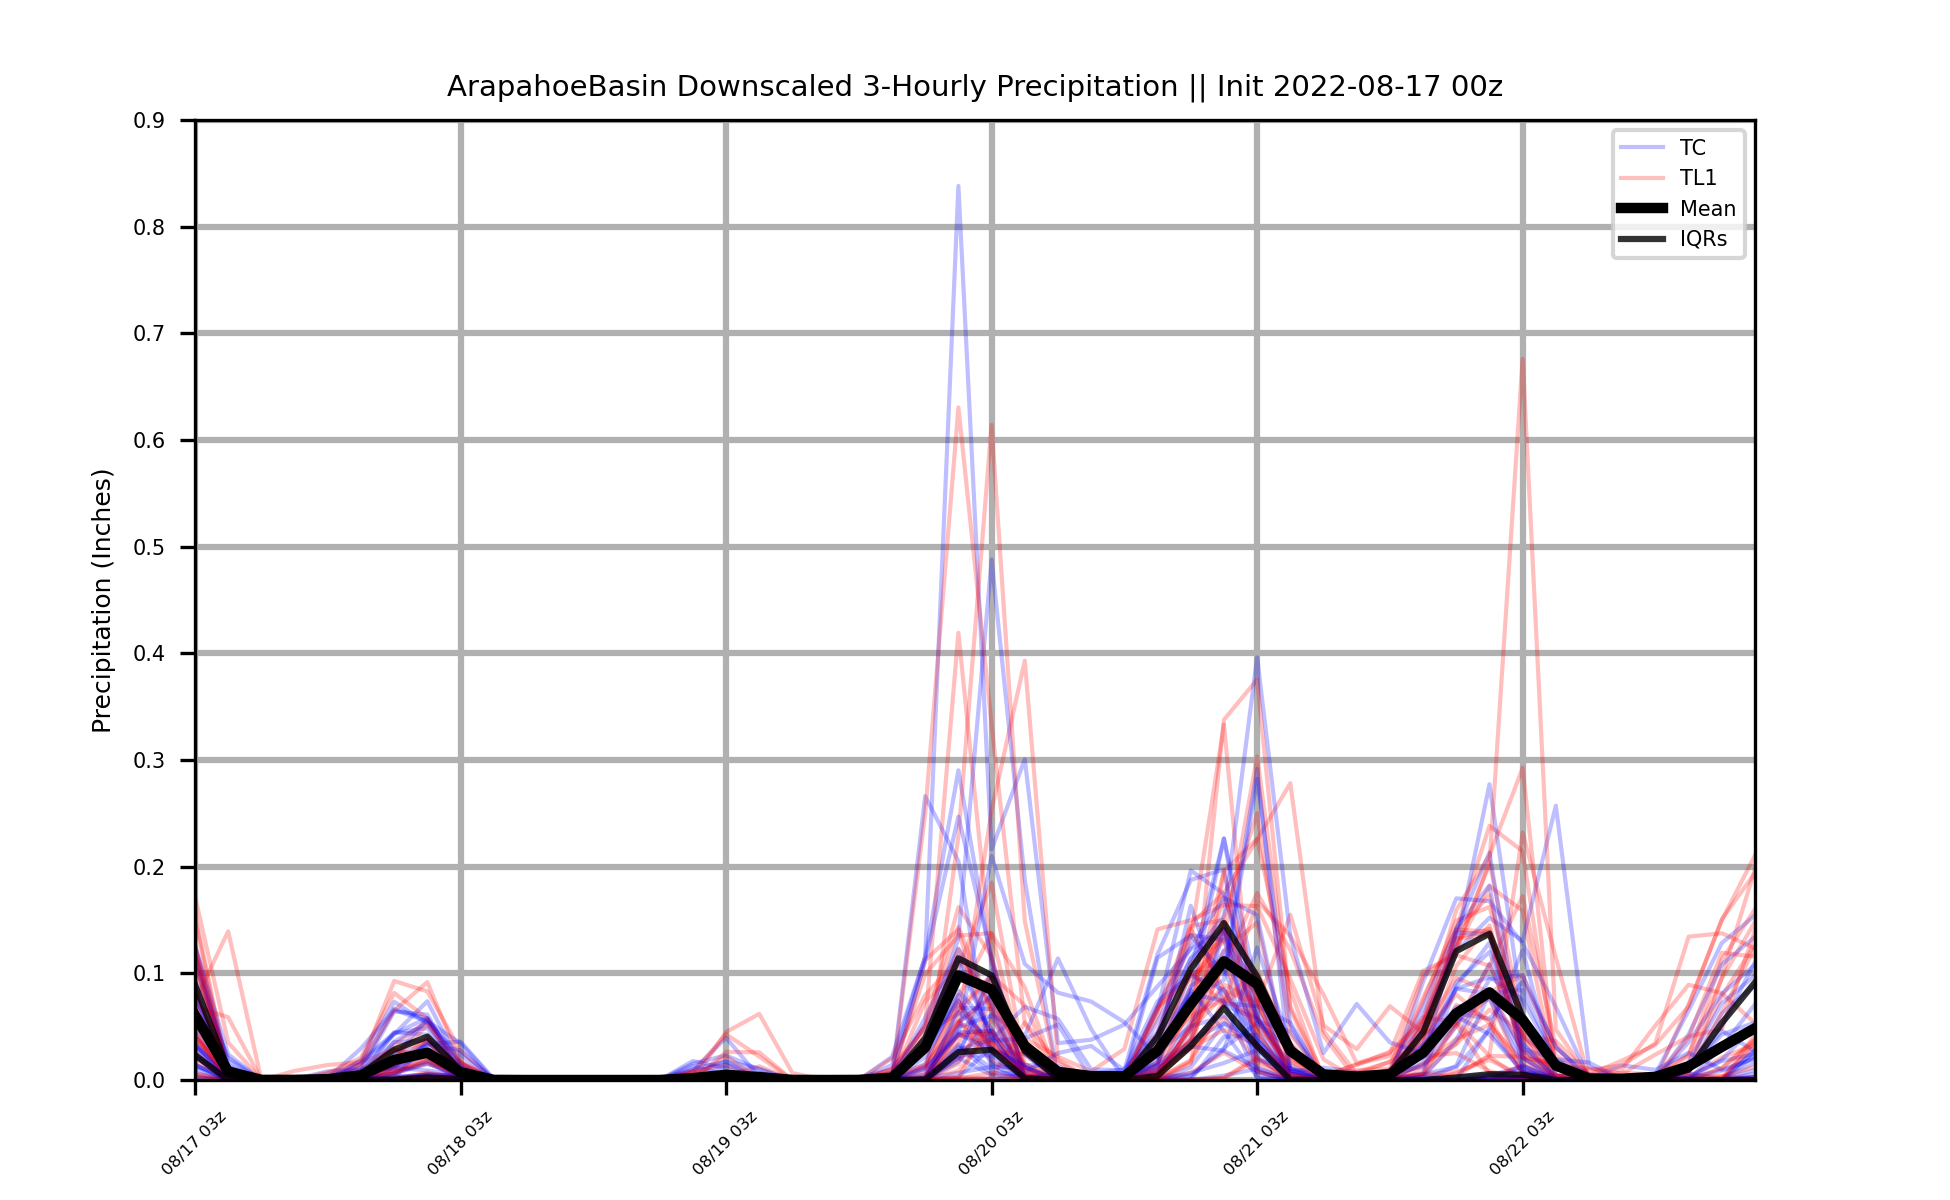 ArapahoeBasin Downscaled 3-Hourly Precipitation || Init 2022-08-17 00z
Precipitation (Inches)
0.9
0.8
0.7
0.6
0.5
0.4
0.3
0.2
0.1
0.0
TC
TL1
Mean
IQRs
08/17 03z
08/18 03z
08/19 03z
08/20 03z
08/21 03z
08/22 03z